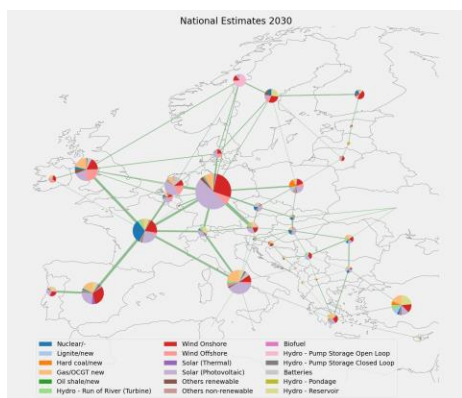 National Estimates 2030
Nuclear/-
Lignite/new
Hard coal/new
Gas/OCGT new
Oil shale/new
Hydro - Run of River (Turbine)
Wind Onshore
Wind Offshore
Solar (Thermal)
Solar (Photovoltaic)
Others renewable
Others non-renewable
Biofuel
Hydro - Pump Storage Open Loop
Hydro - Pump Storage Closed Loop
Batteries
Hydro - Pondage
Hydro - Reservoir